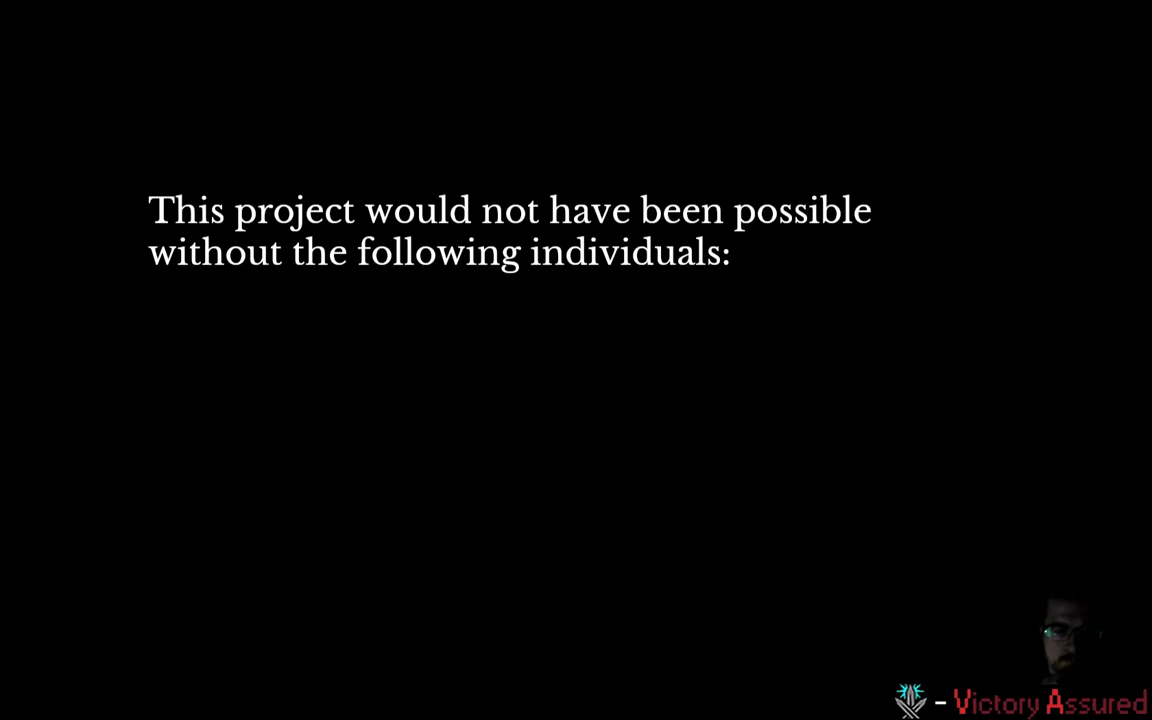 This project would not have been possible
without the following individuals:
- Victory Assured